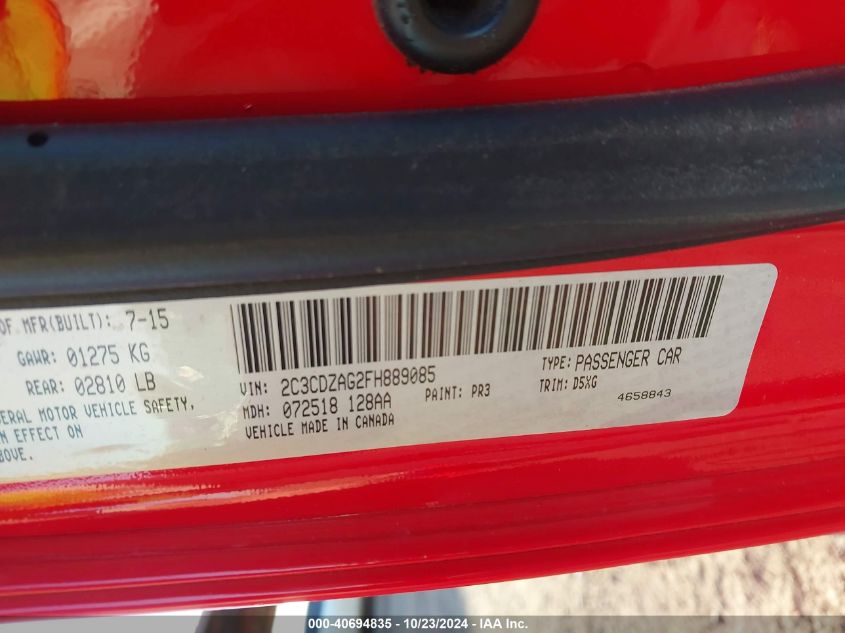 OF MFR(BUILT): 7-15
GAWR: 01275 KG
REAR: 02810 LB
MOTOR VEHICLE SAFETY,
IN EFFECT ON
VIN: 2C3CDZAG2FH889085
TYPE: PASSENGER CAR
MDH: 072518 128AA
PAINT: PR3
TRIM: D5XG
VEHICLE MADE IN CANADA
4658843
000-40694835 - 10/23/2024 - IAA Inc.